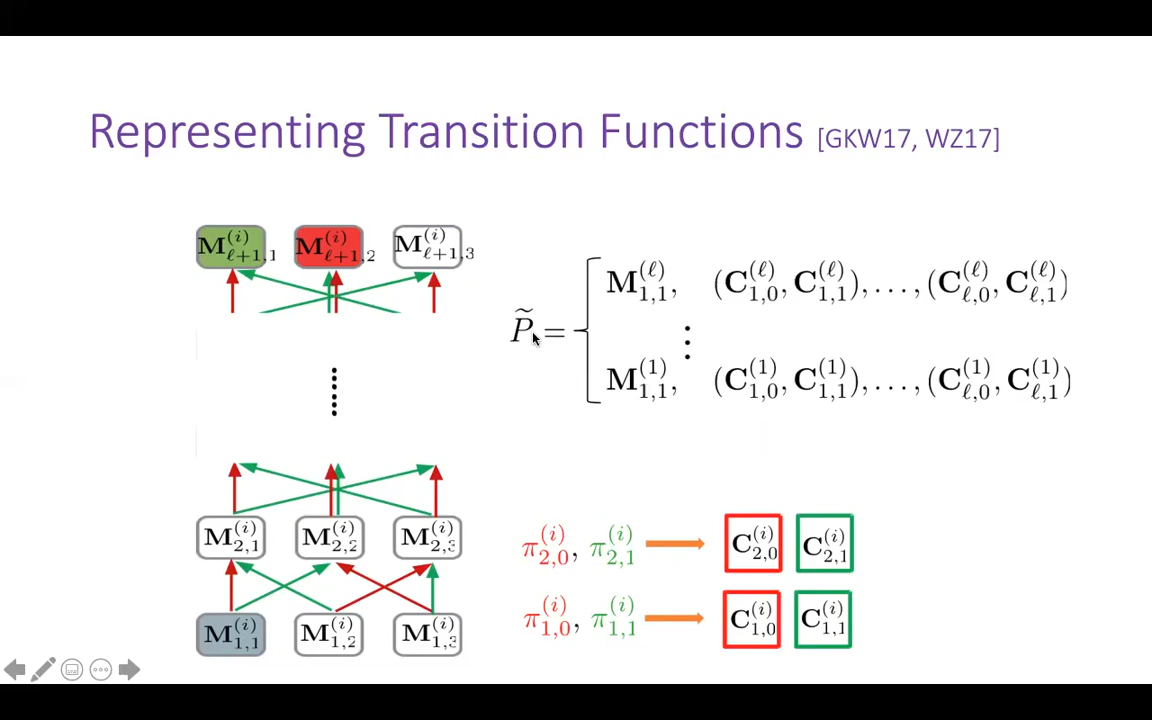 Representing Transition Functions [GKW17, WZ17]
M^{(i)}_{ℓ+1,1} M^{(i)}_{ℓ+1,2} M^{(i)}_{ℓ+1,3}
P̃ = {
M^{(ℓ)}_{1,1}, (C^{(ℓ)}_{1,0}, C^{(ℓ)}_{1,1}), ..., (C^{(ℓ)}_{ℓ,0}, C^{(ℓ)}_{ℓ,1})
⋮
M^{(1)}_{1,1}, (C^{(1)}_{1,0}, C^{(1)}_{1,1}), ..., (C^{(1)}_{ℓ,0}, C^{(1)}_{ℓ,1})
M^{(i)}_{2,1} M^{(i)}_{2,2} M^{(i)}_{2,3} π^{(i)}_{2,0}, π^{(i)}_{2,1} C^{(i)}_{2,0} C^{(i)}_{2,1}
M^{(i)}_{1,1} M^{(i)}_{1,2} M^{(i)}_{1,3} π^{(i)}_{1,0}, π^{(i)}_{1,1} C^{(i)}_{1,0} C^{(i)}_{1,1}